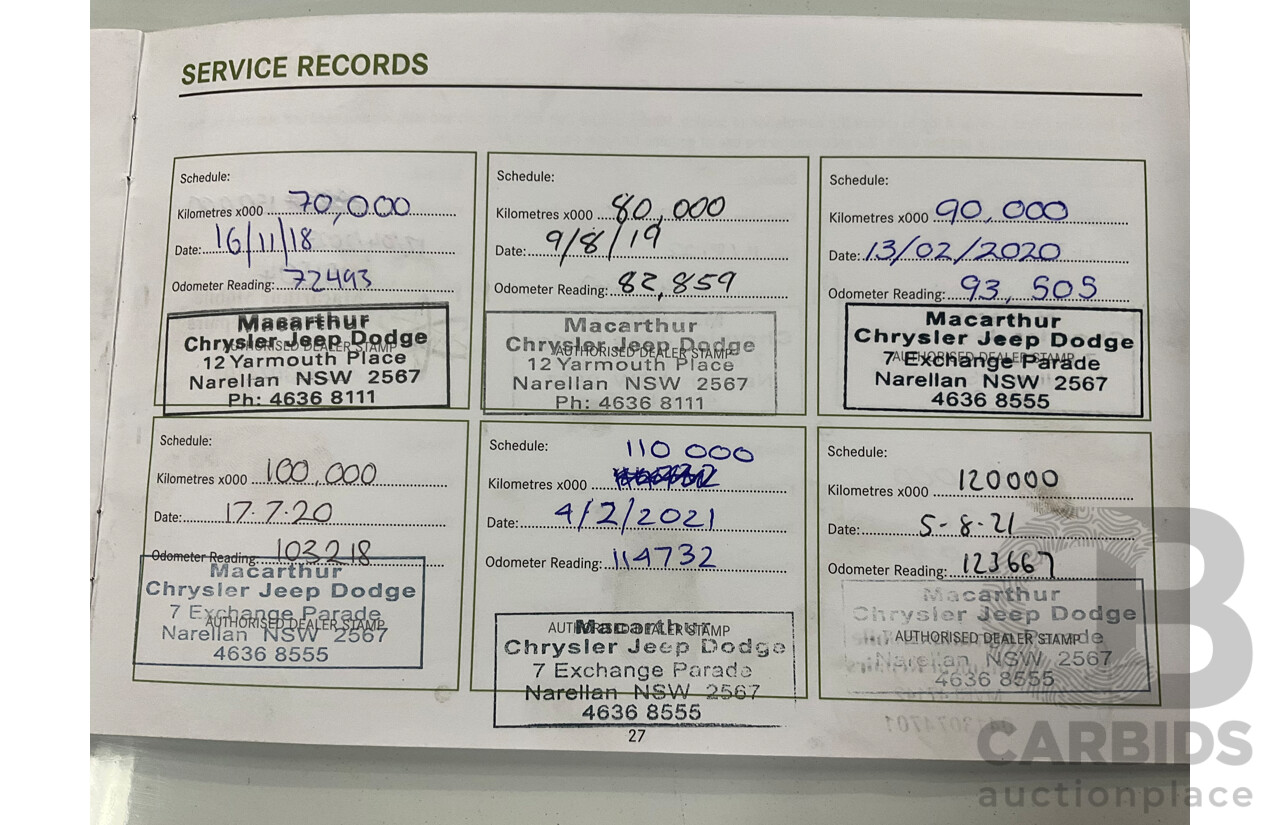 SERVICE RECORDS
Schedule:
Kilometres x000 70,000
Date: 16/11/18
Odometer Reading: 72493
AUTHORISED DEALER STAMP
Macarthur
Chrysler Jeep Dodge
12 Yarmouth Place
Narellan NSW 2567
Ph: 4636 8111
Schedule:
Kilometres x000 80,000
Date: 9/8/19
Odometer Reading: 82,859
AUTHORISED DEALER STAMP
Macarthur
Chrysler Jeep Dodge
12 Yarmouth Place
Narellan NSW 2567
Ph: 4636 8111
Schedule:
Kilometres x000 90,000
Date: 13/02/2020
Odometer Reading: 93,505
AUTHORISED DEALER STAMP
Macarthur
Chrysler Jeep Dodge
7 Exchange Parade
Narellan NSW 2567
4636 8555
Schedule:
Kilometres x000 100,000
Date: 17.7.20
Odometer Reading: 103218
AUTHORISED DEALER STAMP
Macarthur
Chrysler Jeep Dodge
7 Exchange Parade
Narellan NSW 2567
4636 8555
Schedule:
110 000
Kilometres x000
Date: 4/2/2021
Odometer Reading: 114732
AUTHORISED DEALER STAMP
Macarthur
Chrysler Jeep Dodge
7 Exchange Parade
Narellan NSW 2567
4636 8555
Schedule:
Kilometres x000 120000
Date: 5-8-21
Odometer Reading: 123667
AUTHORISED DEALER STAMP
Macarthur
Chrysler Jeep Dodge
Narellan NSW 2567
4636 8555
27
B
CARBIDS
auctionplace